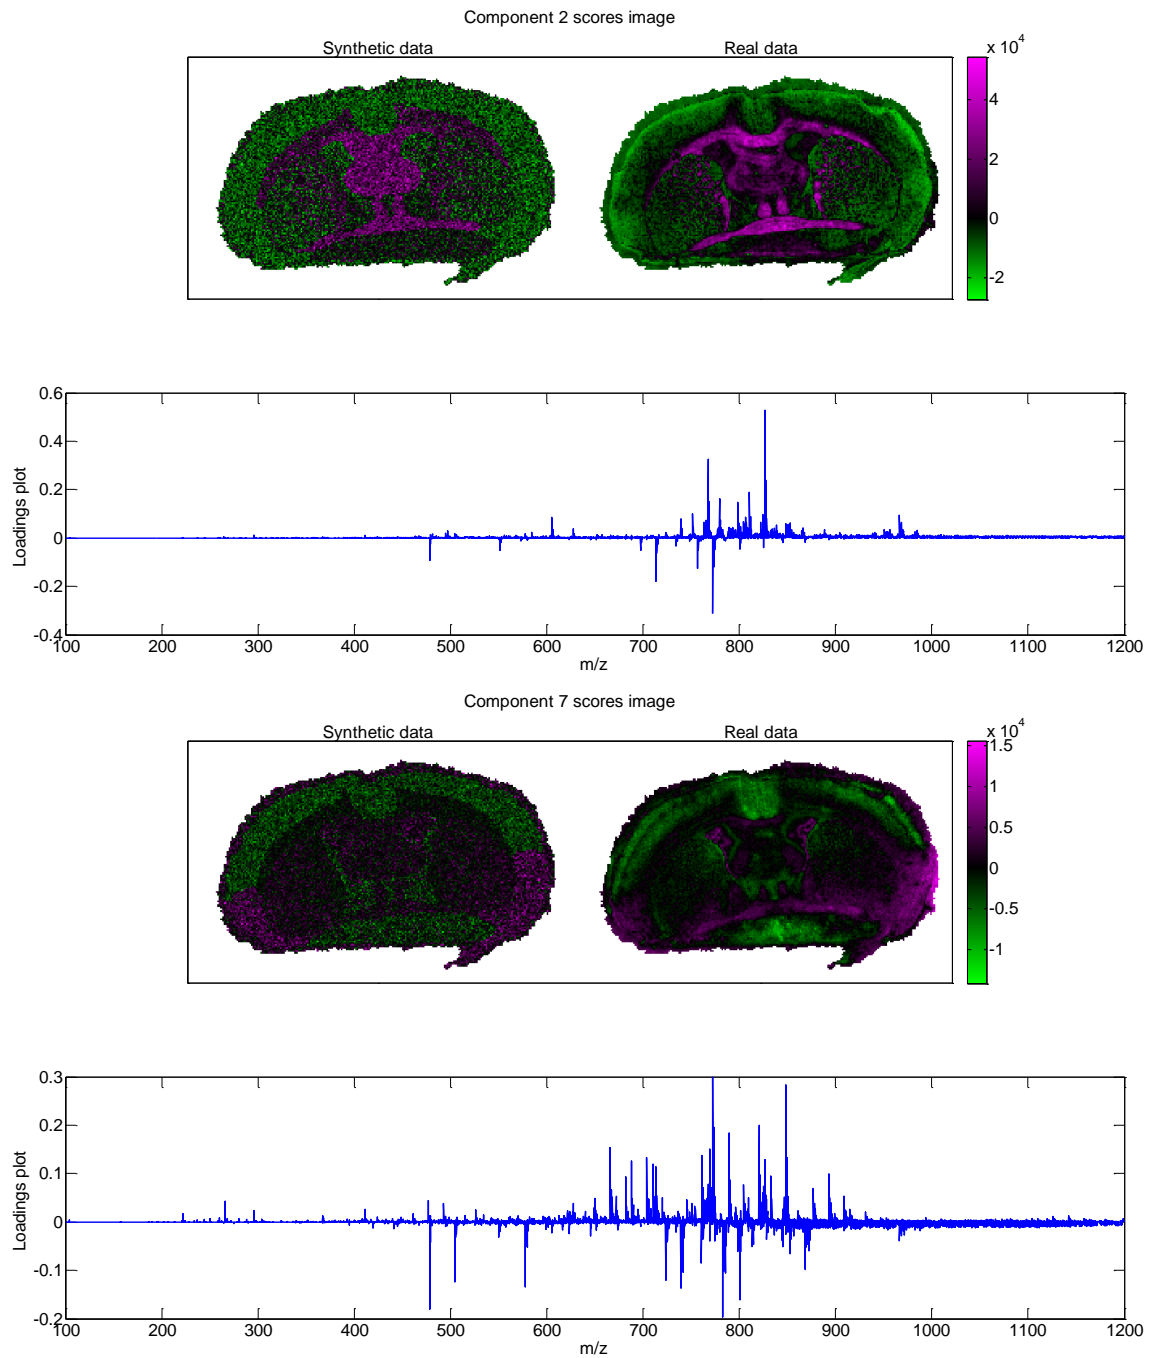 Component 2 scores image
Synthetic data Real data
x 10^4
4
2
0
-2
0.6
0.4
0.2
0
-0.2
-0.4
Loadings plot
100 200 300 400 500 600 700 800 900 1000 1100 1200
m/z
Component 7 scores image
Synthetic data Real data
x 10^4
1.5
1
0.5
0
-0.5
-1
0.3
0.2
0.1
0
-0.1
-0.2
Loadings plot
100 200 300 400 500 600 700 800 900 1000 1100 1200
m/z